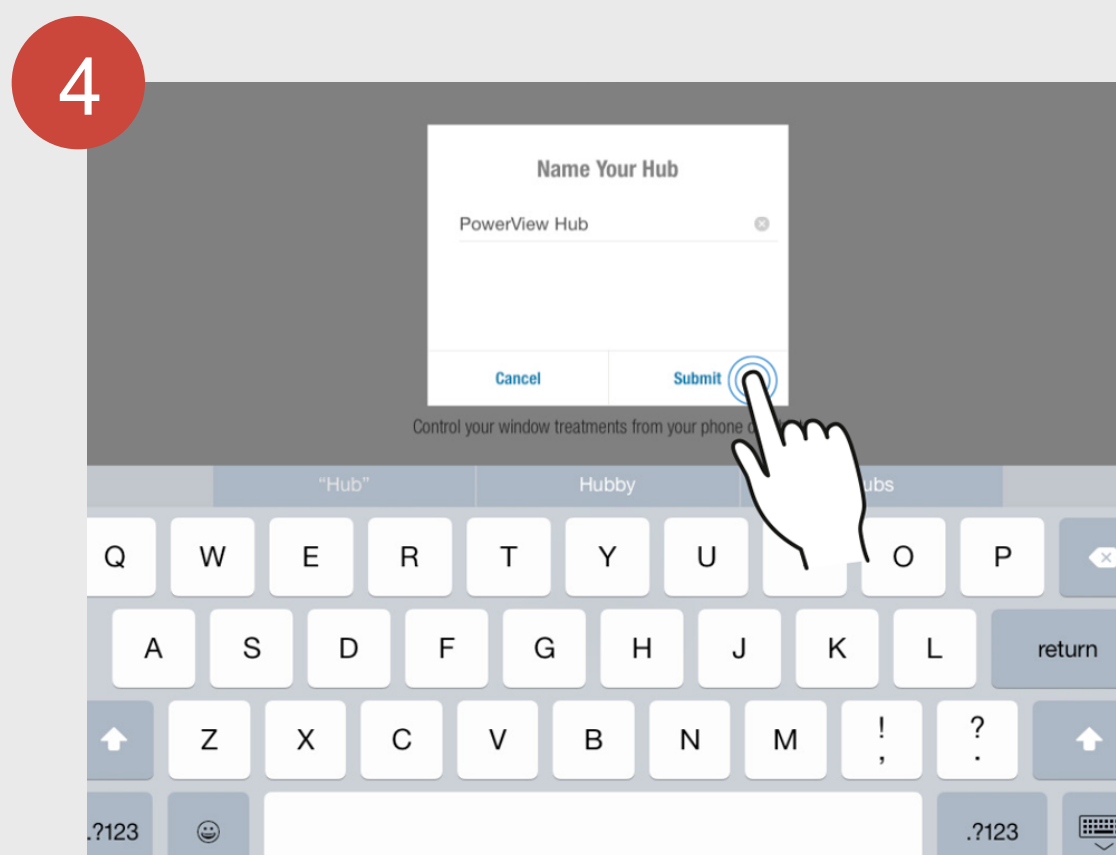 4
Name Your Hub
PowerView Hub
Cancel Submit
Control your window treatments from your phone
"Hub" Hubby
Q W E R T Y U O P
A S D F G H J K L return
Z X C V B N M ! , ? .
.?123 .?123